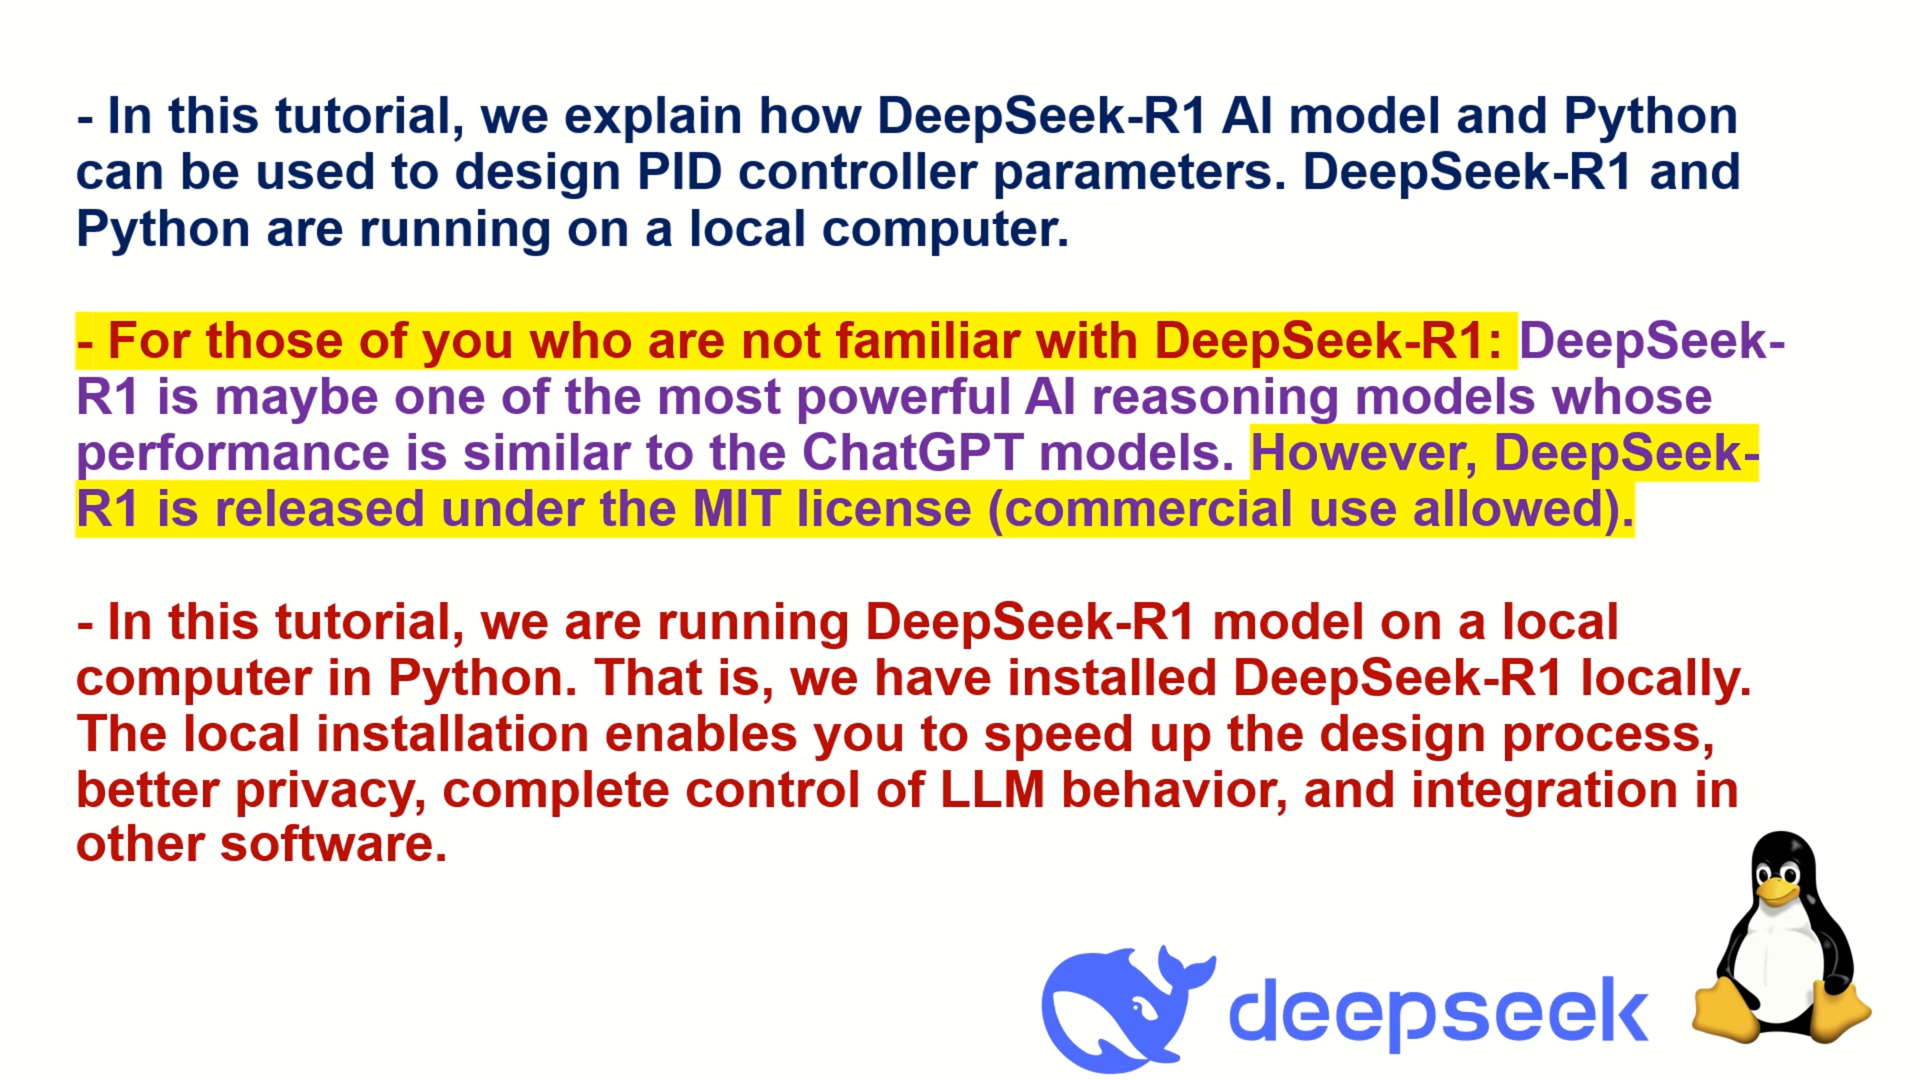 - In this tutorial, we explain how DeepSeek-R1 AI model and Python
can be used to design PID controller parameters. DeepSeek-R1 and
Python are running on a local computer.
- For those of you who are not familiar with DeepSeek-R1: DeepSeek-
R1 is maybe one of the most powerful AI reasoning models whose
performance is similar to the ChatGPT models. However, DeepSeek-
R1 is released under the MIT license (commercial use allowed).
- In this tutorial, we are running DeepSeek-R1 model on a local
computer in Python. That is, we have installed DeepSeek-R1 locally.
The local installation enables you to speed up the design process,
better privacy, complete control of LLM behavior, and integration in
other software.
deepseek